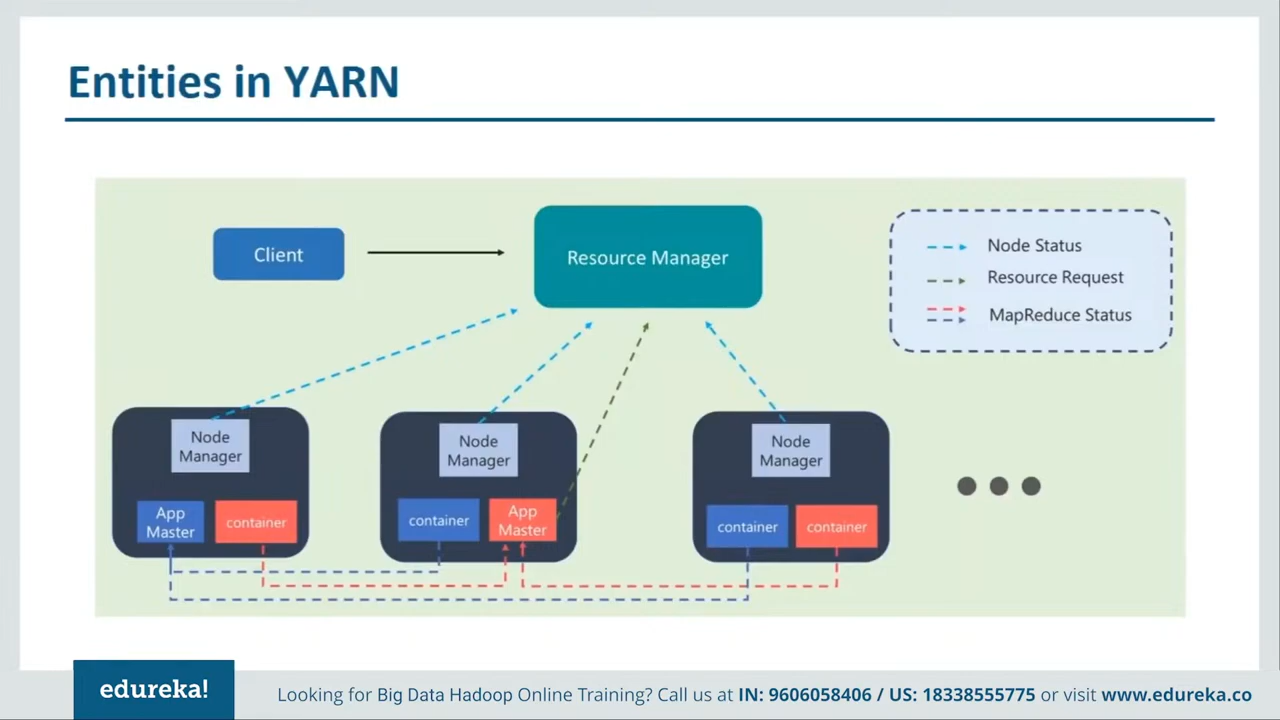 Entities in YARN
Client
Resource Manager
Node Status
Resource Request
MapReduce Status
Node
Manager
App
Master
container
Node
Manager
container
App
Master
Node
Manager
container
container
edureka!
Looking for Big Data Hadoop Online Training? Call us at IN: 9606058406 / US: 18338555775 or visit www.edureka.co